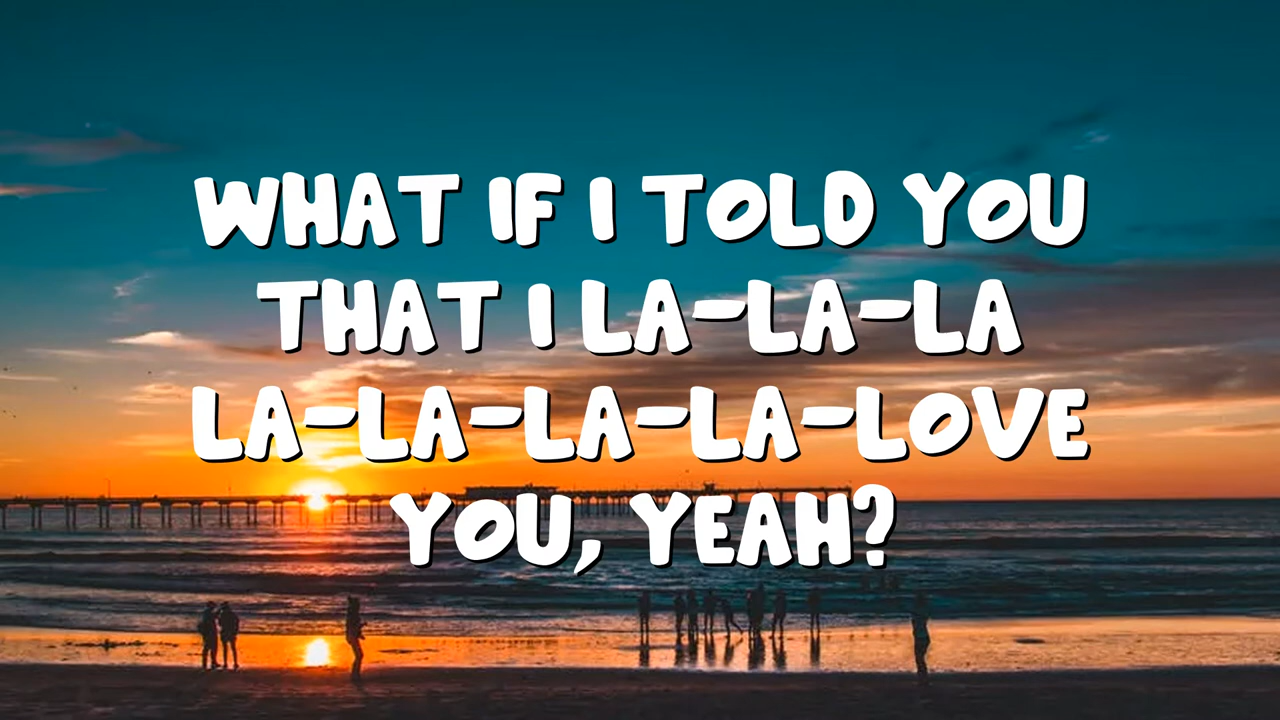 WHAT IF I TOLD YOU
THAT I LA-LA-LA
LA-LA-LA-LA-LOVE
YOU, YEAH?